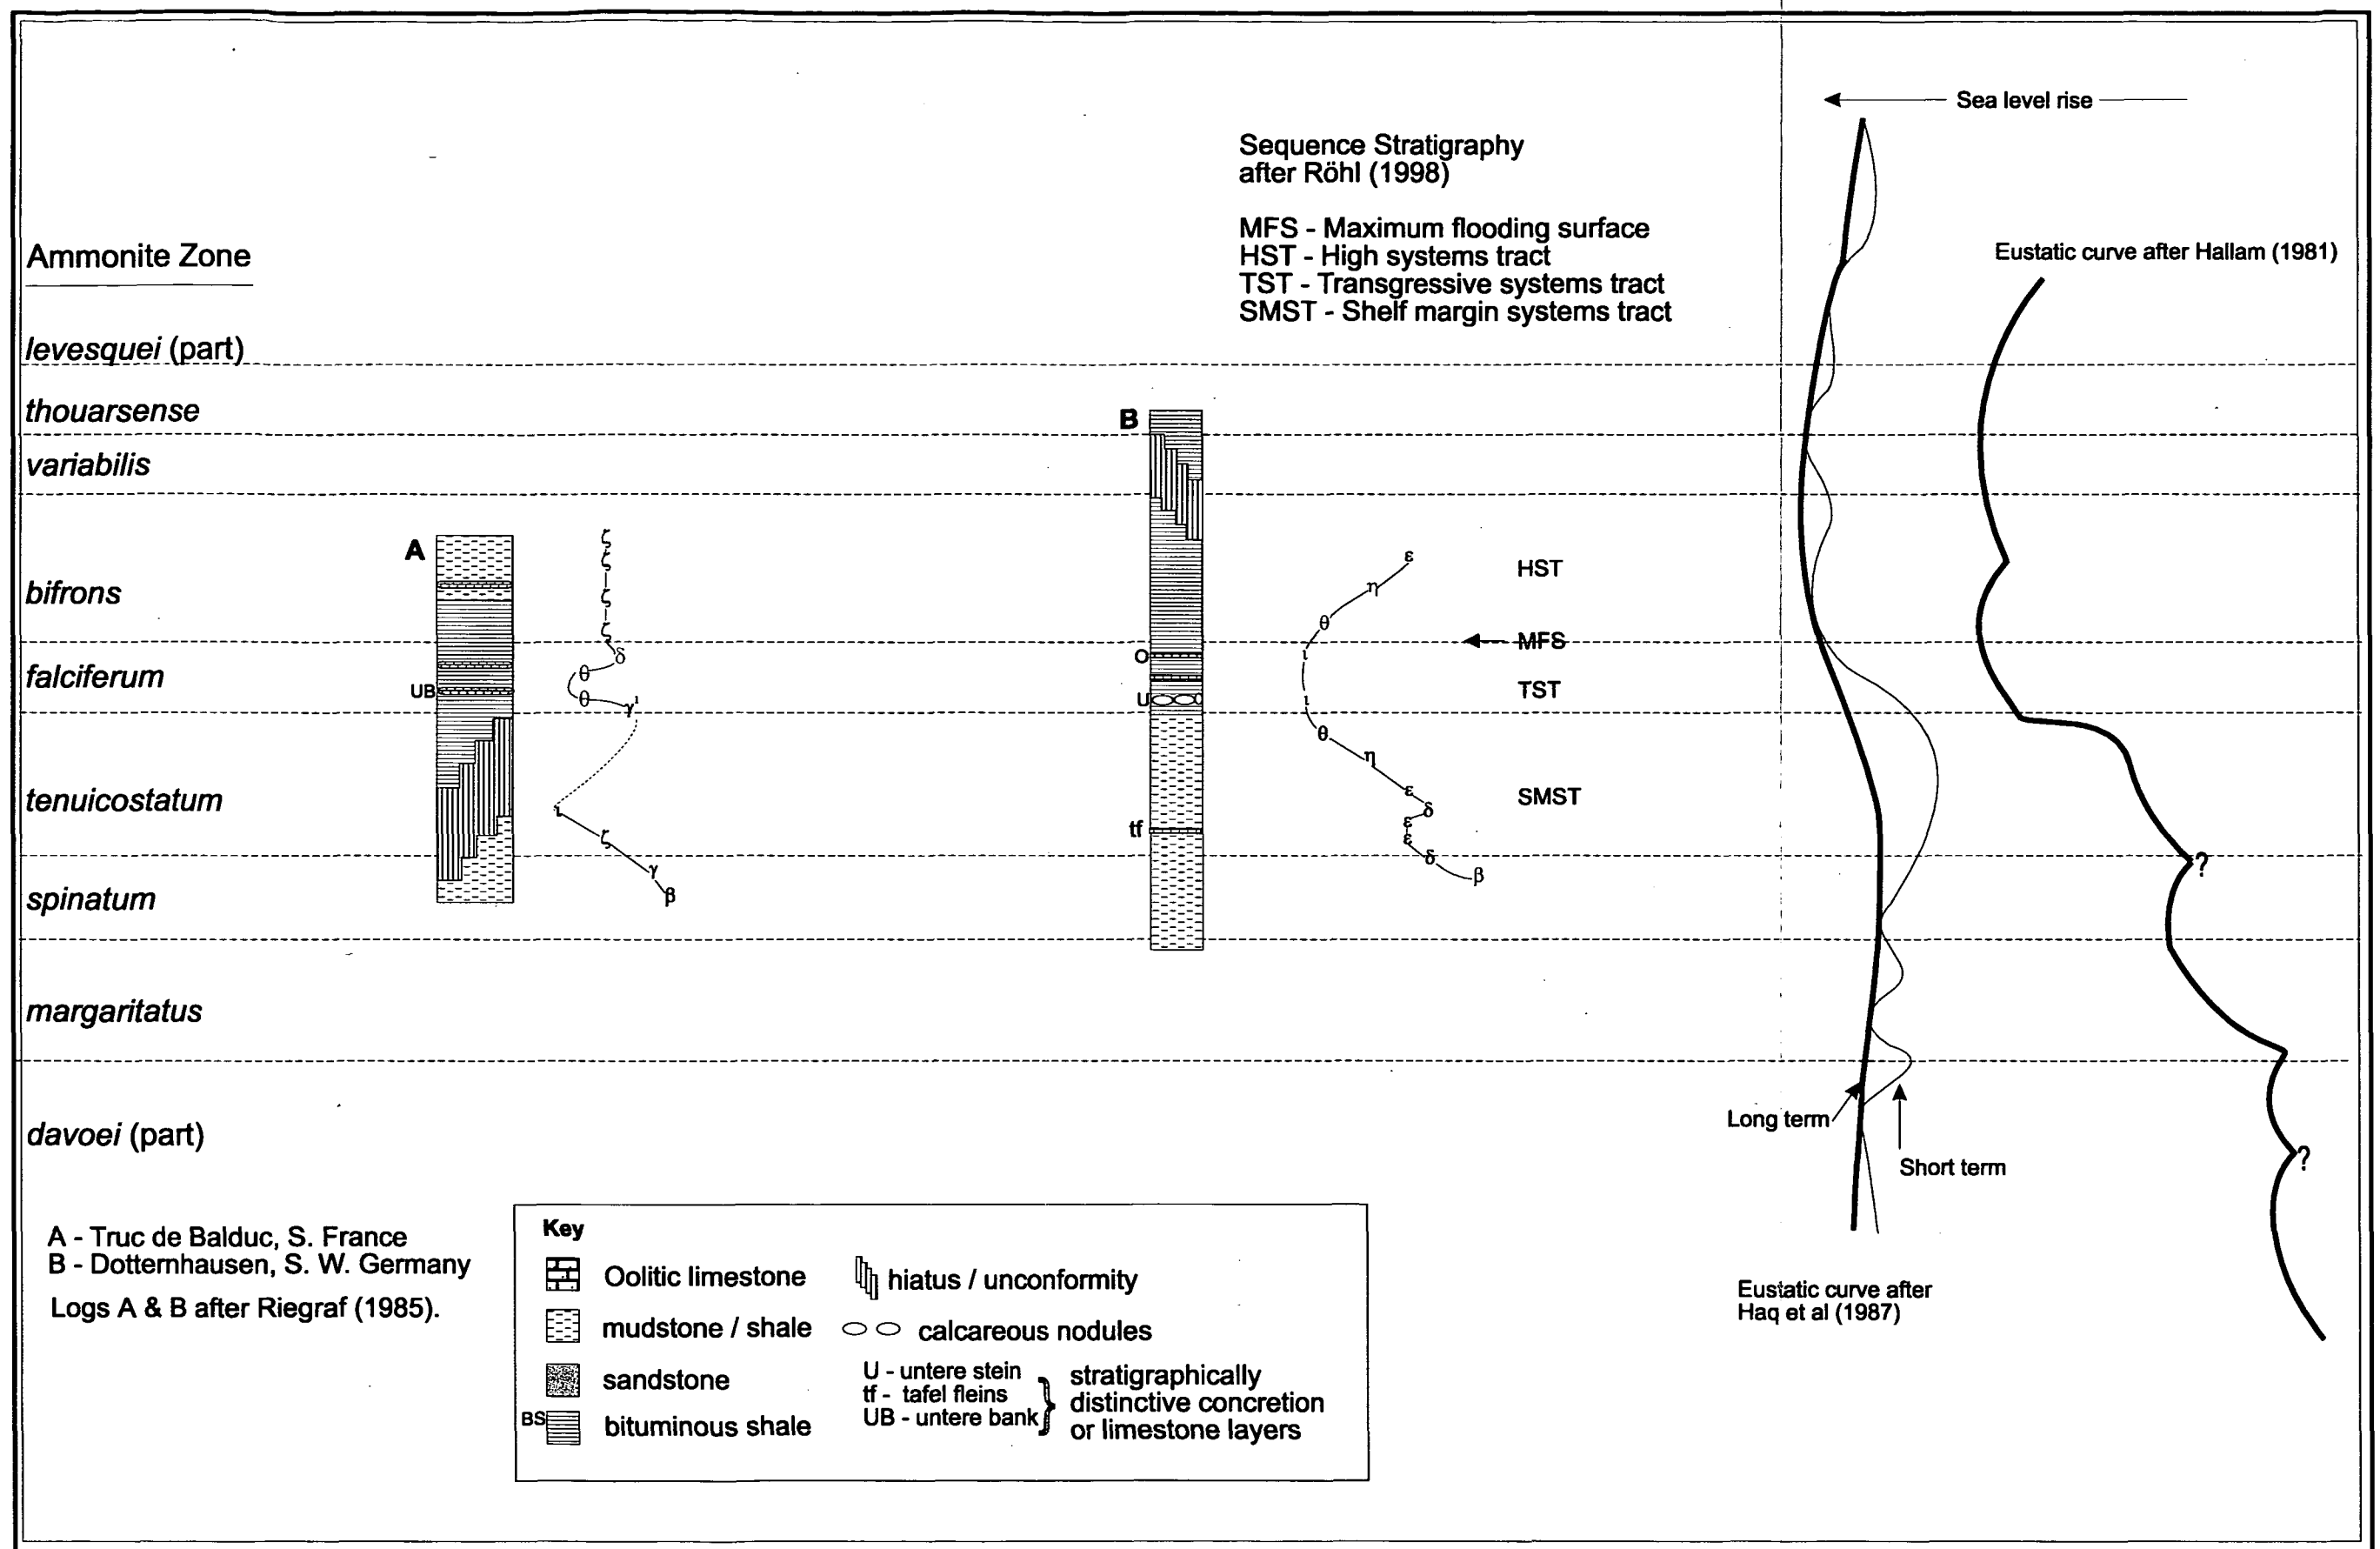 Sea level rise
Sequence Stratigraphy
after Röhl (1998)
MFS - Maximum flooding surface
HST - High systems tract
TST - Transgressive systems tract
SMST - Shelf margin systems tract
Eustatic curve after Hallam (1981)
Ammonite Zone
levesquei (part)
thouarsense
variabilis
bifrons
falciferum
tenuicostatum
spinatum
margaritatus
davoei (part)
A
UB
ζ
ζ
ζ
ζ
δ
θ
θ
γ
ι
ι
ζ
γ
β
B
O
U
tf
ε
η
θ
ι
ι
θ
η
ε
δ
ε
ε
δ
β
HST
MFS
TST
SMST
?
?
Long term
Short term
Eustatic curve after
Haq et al (1987)
A - Truc de Balduc, S. France
B - Dotternhausen, S. W. Germany
Logs A & B after Riegraf (1985).
Key
Oolitic limestone
mudstone / shale
sandstone
BS bituminous shale
hiatus / unconformity
calcareous nodules
U - untere stein
tf - tafel fleins
UB - untere bank
stratigraphically
distinctive concretion
or limestone layers